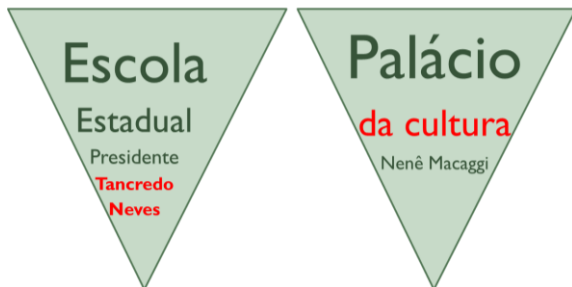 Escola
Estadual
Presidente
Tancredo
Neves
Palácio
da cultura
Nenê Macaggi